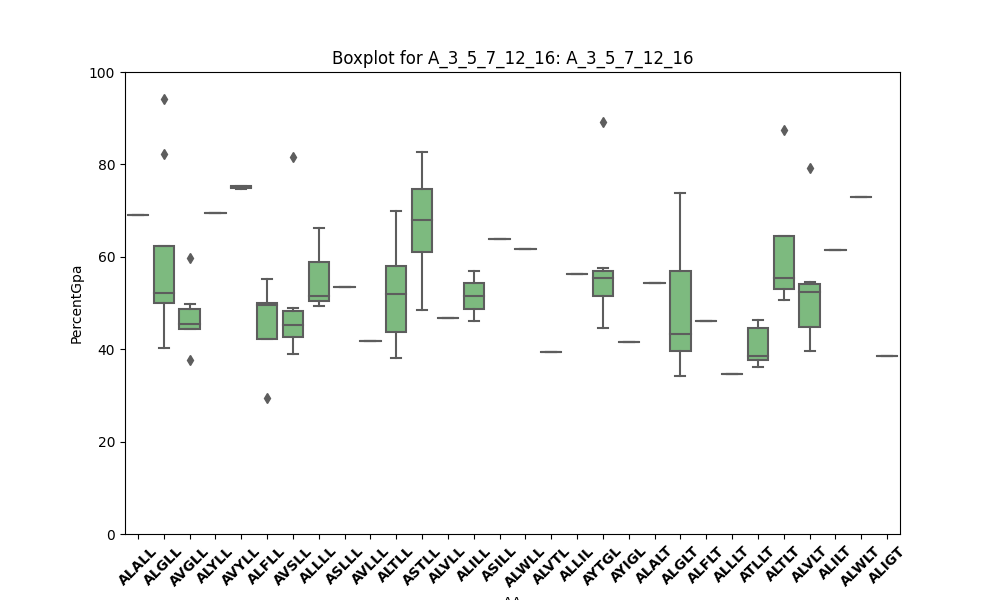 Boxplot for A_3_5_7_12_16: A_3_5_7_12_16
PercentGpa
100
80
60
40
20
0
ALALL
ALGLL
AVGLL
ALYLL
AVYLL
ALFLL
AVSLL
ALLLL
ASLLL
AVLLL
ALTLL
ASTLL
ALVLL
ALILL
ASILL
ALWLL
ALVTL
ALLIL
AYTGL
AYIGL
ALALT
ALGLT
ALFLT
ALLLT
ATLLT
ALTLT
ALVLT
ALILT
ALWLT
ALIGT